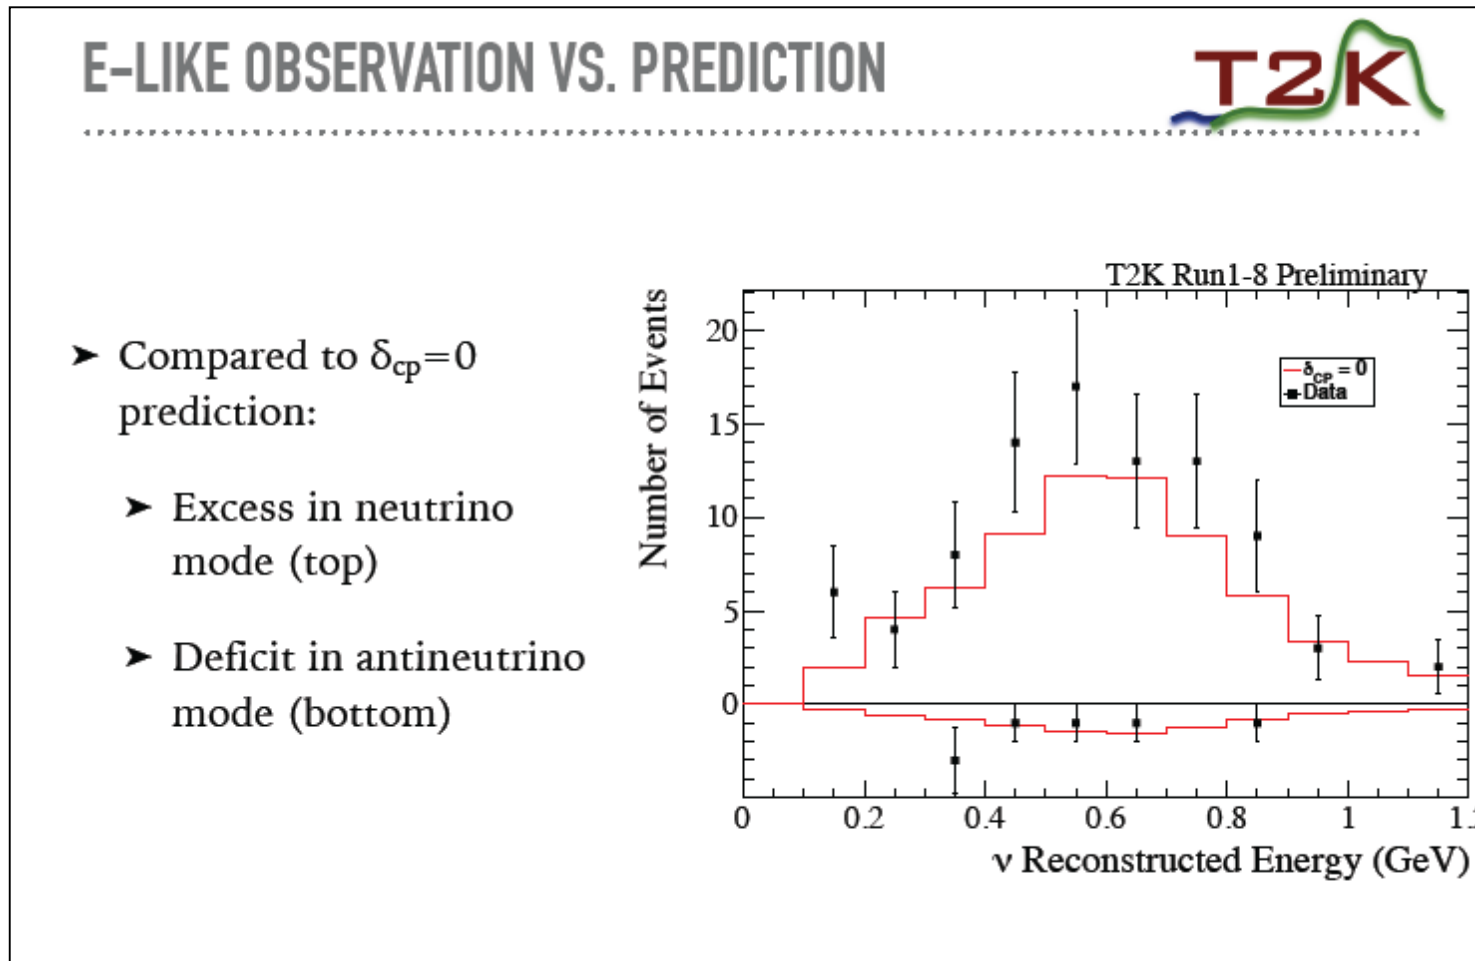 E-LIKE OBSERVATION VS. PREDICTION
T2K
➤ Compared to δcp=0
prediction:
➤ Excess in neutrino
mode (top)
➤ Deficit in antineutrino
mode (bottom)
T2K Run1-8 Preliminary
Number of Events
20
15
10
5
0
δCP = 0
Data
0 0.2 0.4 0.6 0.8 1 1.
ν Reconstructed Energy (GeV)